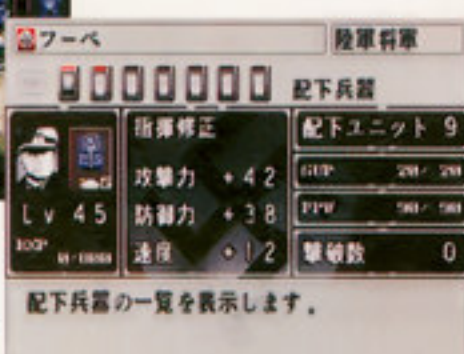 フーペ 陸軍将軍
配下兵器
指揮修正 配下ユニット 9
攻撃力 +42
Lv 45 防御力 +38
速度 +12 撃破数 0
配下兵器の一覧を表示します。